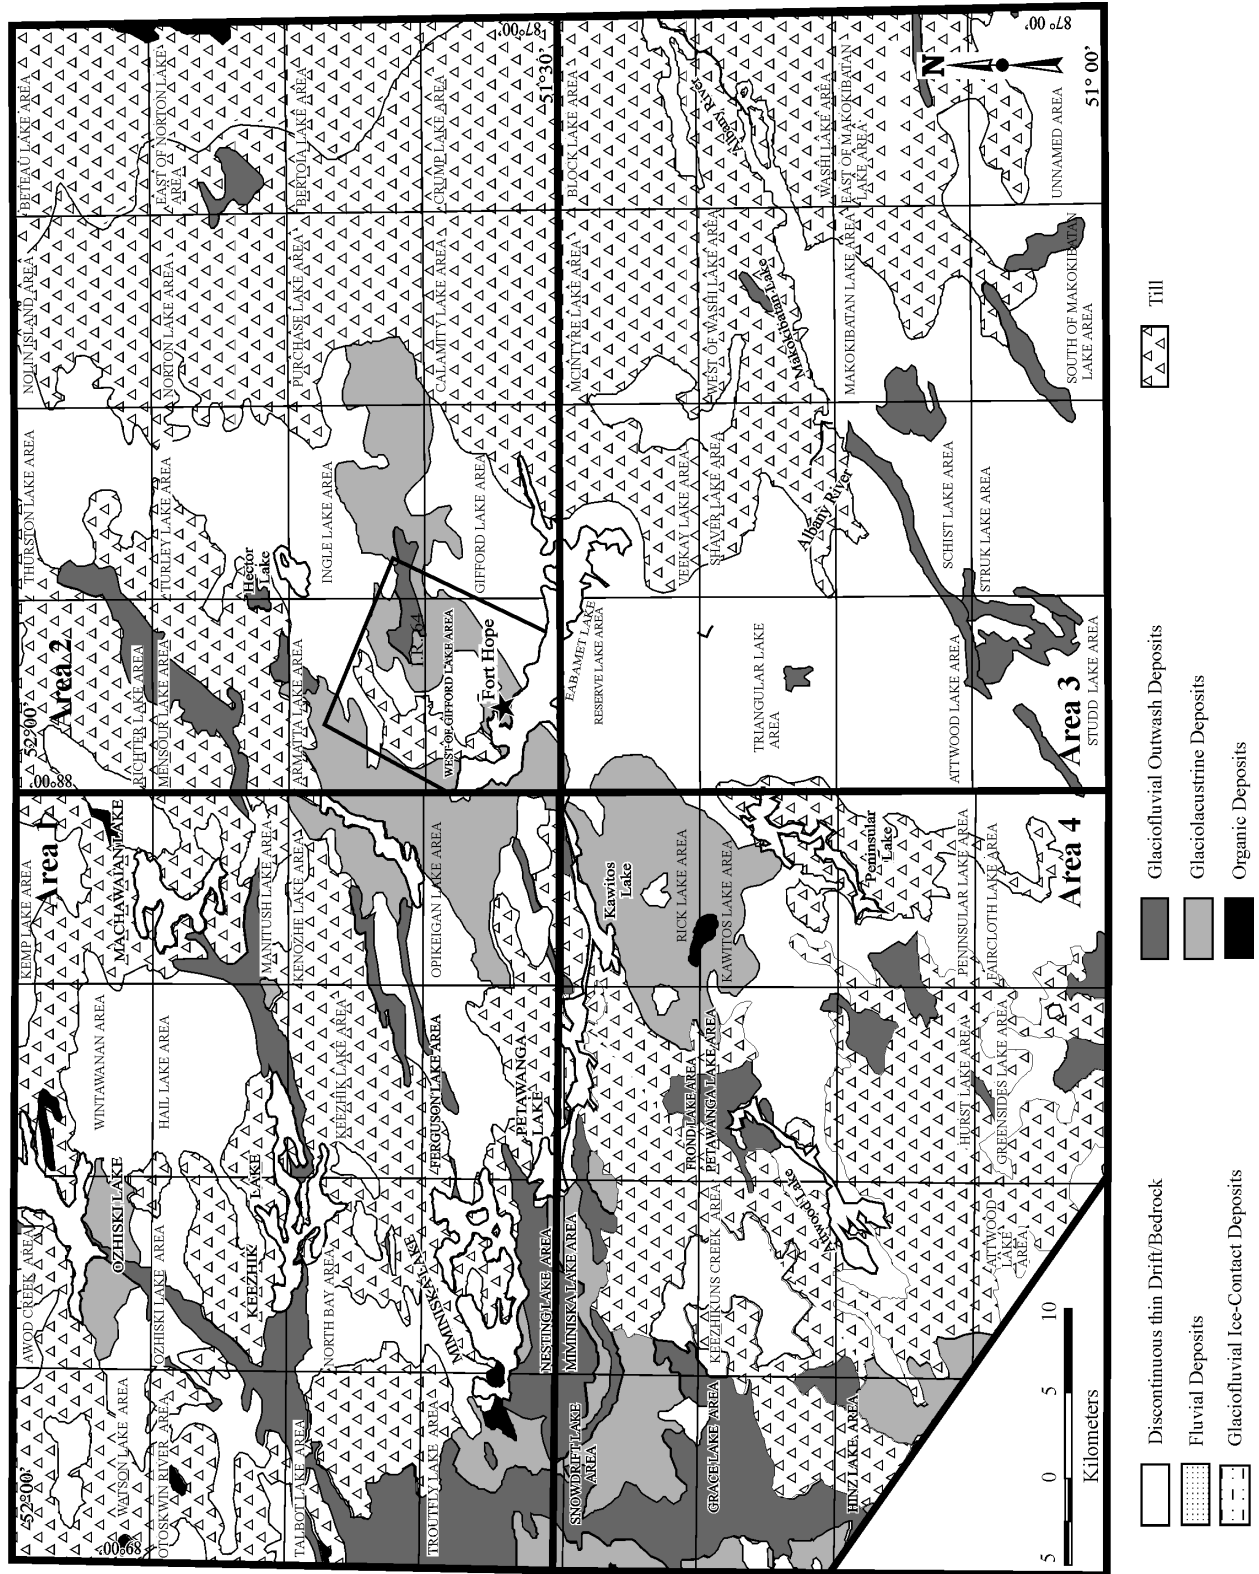 52°00'
Area 1
KEMP LAKE AREA
MACHAWAIAN LAKE
WINTAWANAN AREA
HAIL LAKE AREA
OZHISKI LAKE
AWOD CREEK AREA
OZHISKI LAKE AREA
WATSON LAKE AREA
OTOSKWIN RIVER AREA
89°00'
KEEZHIK
LAKE
MANITUSH LAKE AREA
KENOZHE LAKE AREA
KEEZHIK LAKE AREA
NORTH BAY AREA
TALBOT LAKE AREA
OPIKEIGAN LAKE AREA
FERGUSON LAKE AREA
MIMINISKA LAKE
TROUTFLY LAKE AREA
PETAWANGA
LAKE
NESTING LAKE AREA
52°00'
88°00'
Area 2
THURSTON LAKE AREA
NOLIN ISLAND AREA
BETEAU LAKE AREA
RICHTER LAKE AREA
MENSOUR LAKE AREA
TURLEY LAKE AREA
NORTON LAKE AREA
EAST OF NORTON LAKE
AREA
Hector
Lake
ARMATTA LAKE AREA
INGLE LAKE AREA
PURCHASE LAKE AREA
BERTOIA LAKE AREA
I.R. 64
WEST OF GIFFORD LAKE AREA
GIFFORD LAKE AREA
CALAMITY LAKE AREA
CRUMP LAKE AREA
Fort Hope
87°00'
51°30'
SNOWDRIFT LAKE
AREA
MIMINISKA LAKE AREA
Kawitos
Lake
RICK LAKE AREA
KAWITOS LAKE AREA
FROND LAKE AREA
PETAWANGA LAKE AREA
KEEZHIKUNS CREEK AREA
GRACE LAKE AREA
Attwood Lake
Peninsular
Lake
HINZ LAKE AREA
HURST LAKE AREA
PENINSULAR LAKE AREA
FAIRCLOTH LAKE AREA
GREENSIDES LAKE AREA
ATTWOOD
LAKE
AREA
Area 4
EABAMET LAKE
RESERVE LAKE AREA
MCINTYRE LAKE AREA
BLOCK LAKE AREA
VEEKAY LAKE AREA
SHAVER LAKE AREA
WEST OF WASHI LAKE AREA
Albany River
Albany River
Makokibatan Lake
WASHI LAKE AREA
EAST OF MAKOKIBATAN
LAKE AREA
Albany River
TRIANGULAR LAKE
AREA
MAKOKIBATAN LAKE AREA
ATTWOOD LAKE AREA
SCHIST LAKE AREA
STRUK LAKE AREA
SOUTH OF MAKOKIBATAN
LAKE AREA
UNNAMED AREA
STUDD LAKE AREA
Area 3
N
87°00'
51°00'
5 0 5 10
Kilometers
Discontinuous thin Drift/Bedrock
Fluvial Deposits
Glaciofluvial Ice-Contact Deposits
Glaciofluvial Outwash Deposits
Glaciolacustrine Deposits
Organic Deposits
Till